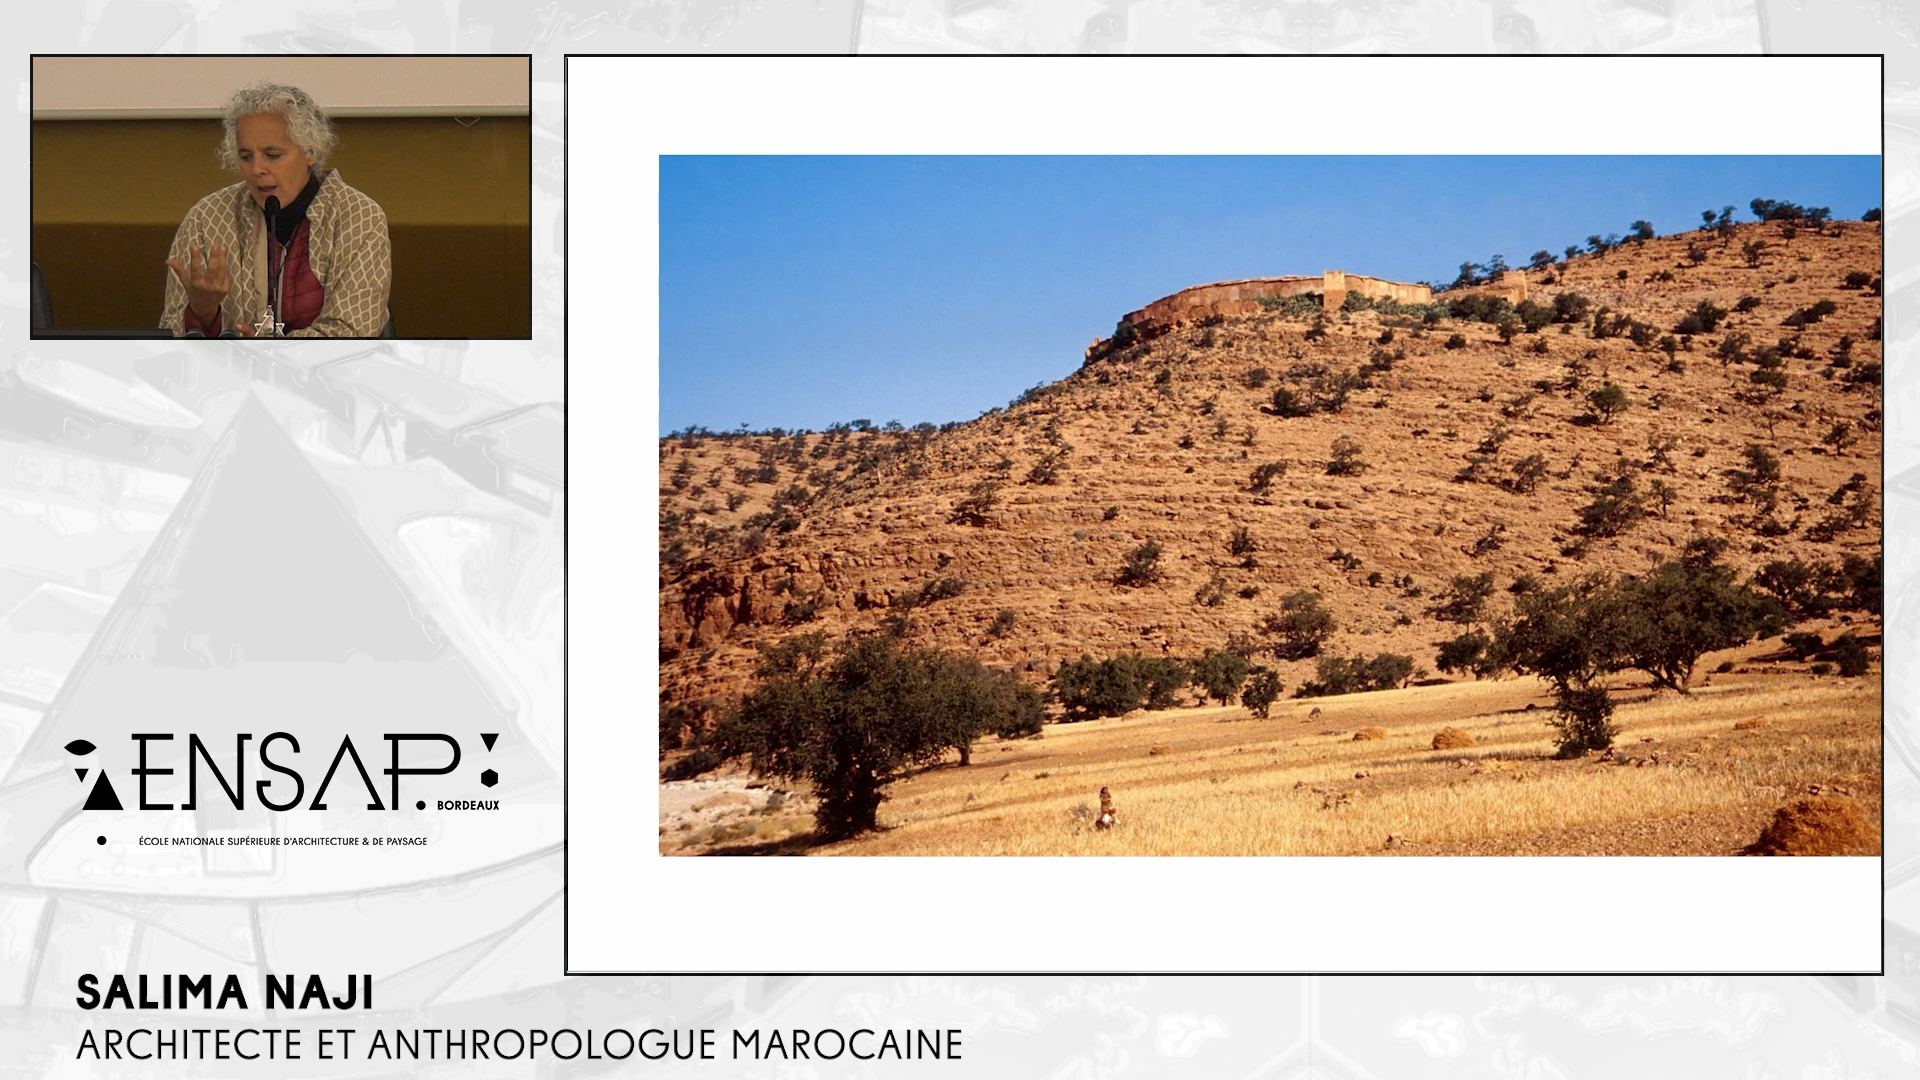 ENSAP.
BORDEAUX
ÉCOLE NATIONALE SUPÉRIEURE D'ARCHITECTURE & DE PAYSAGE
SALIMA NAJI
ARCHITECTE ET ANTHROPOLOGUE MAROCAINE